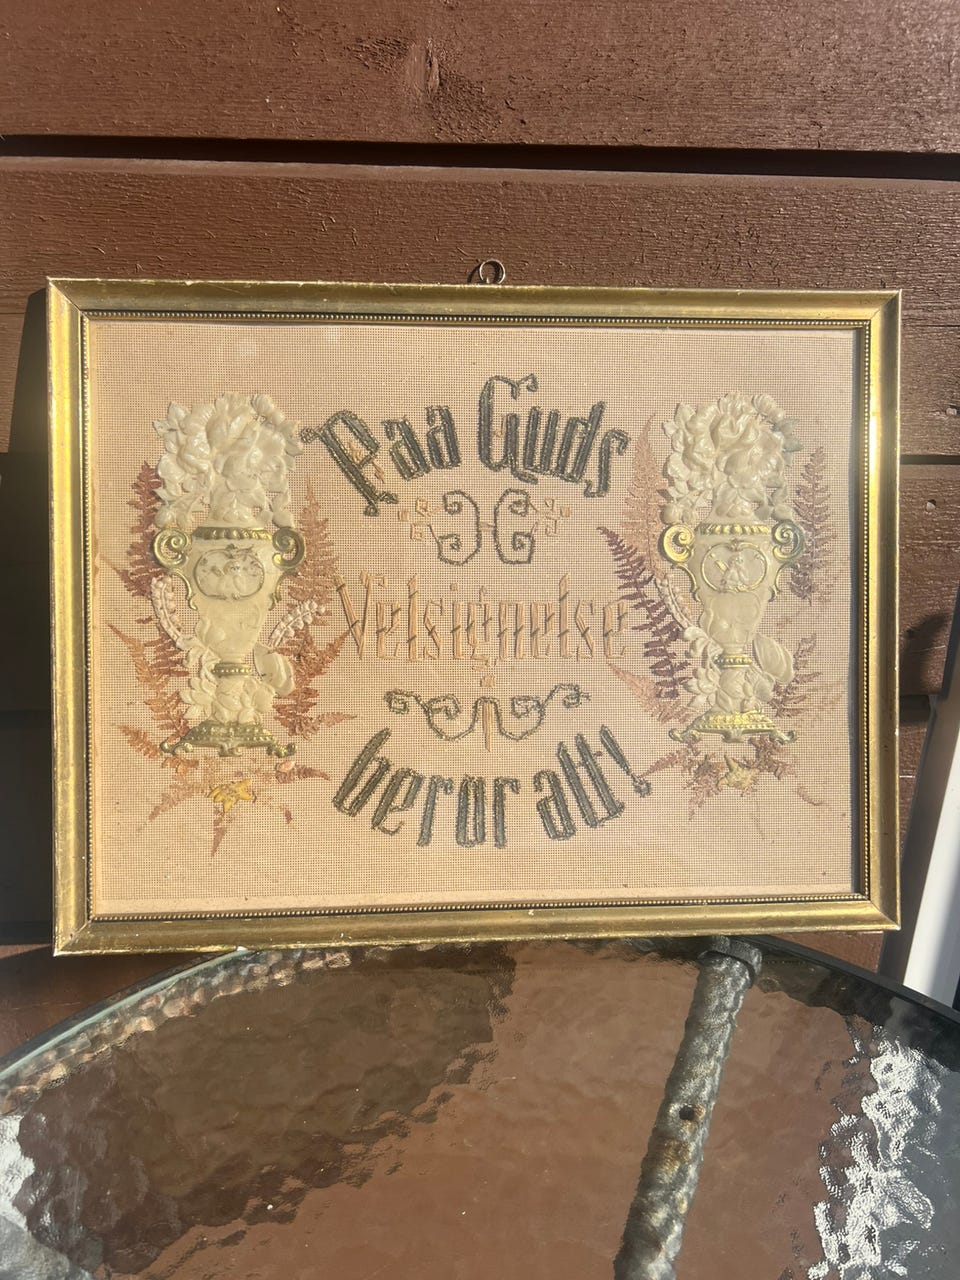 Paa Guds
Velsignelse
beror alt!